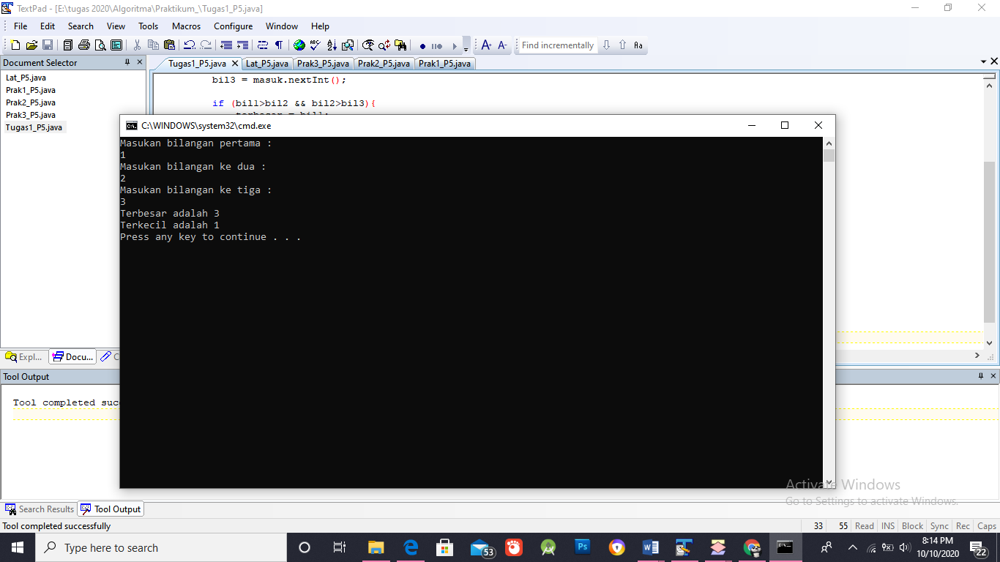 TextPad - [E:\tugas 2020\Algoritma\Praktikum_\Tugas1_P5.java]
File Edit Search View Tools Macros Configure Window Help
Find incrementally Aa
Document Selector
Tugas1_P5.java Lat_P5.java Prak3_P5.java Prak2_P5.java Prak1_P5.java
Lat_P5.java
Prak1_P5.java
Prak2_P5.java
Prak3_P5.java
Tugas1_P5.java
bil3 = masuk.nextInt();
if (bil1>bil2 && bil2>bil3){
C:\WINDOWS\system32\cmd.exe
Masukan bilangan pertama :
1
Masukan bilangan ke dua :
2
Masukan bilangan ke tiga :
3
Terbesar adalah 3
Terkecil adalah 1
Press any key to continue . . .
Expl... Docu... C
Tool Output
Tool completed suc
Activate Windows
Go to Settings to activate Windows.
Search Results Tool Output
Tool completed successfully
33 55 Read INS Block Sync Rec Caps
Type here to search
53
Ps
8:14 PM
10/10/2020
22